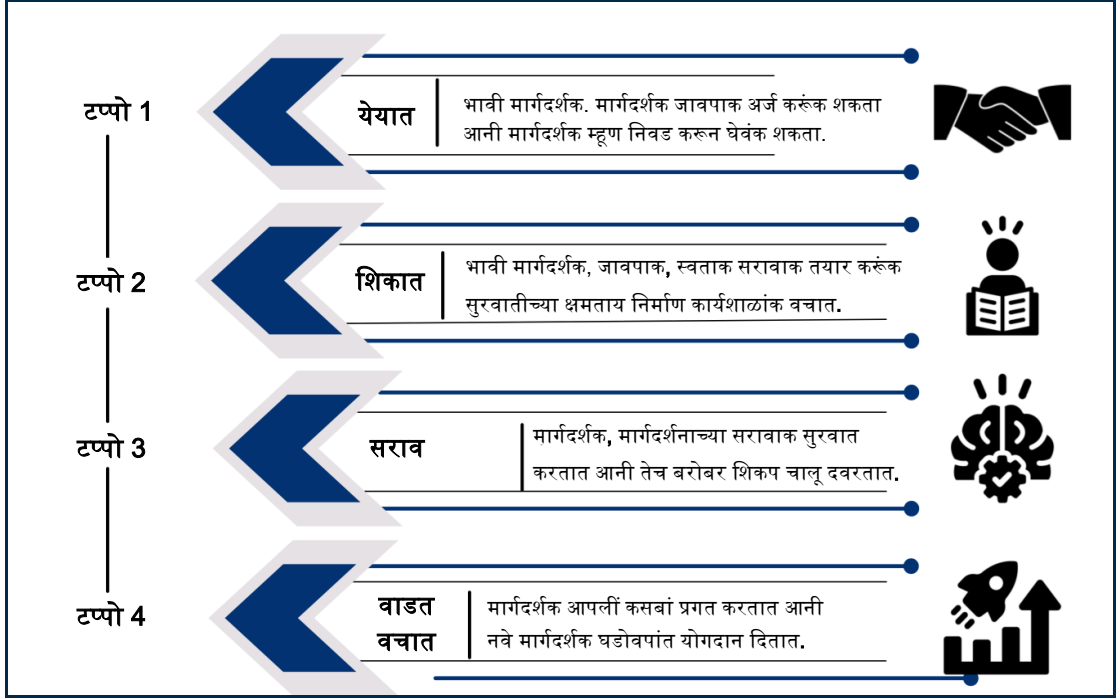 टप्पो 1
येयात
भावी मार्गदर्शक. मार्गदर्शक जावपाक अर्ज करूंक शकता
आनी मार्गदर्शक म्हूण निवड करून घेवंक शकता.
टप्पो 2
शिकात
भावी मार्गदर्शक, जावपाक, स्वताक सरावाक तयार करूंक
सुरवातीच्या क्षमताय निर्माण कार्यशाळांक वचात.
टप्पो 3
सराव
मार्गदर्शक, मार्गदर्शनाच्या सरावाक सुरवात
करतात आनी तेच बरोबर शिकप चालू दवरतात.
टप्पो 4
वाडत
वचात
मार्गदर्शक आपलीं कसबां प्रगत करतात आनी
नवे मार्गदर्शक घडोवपांत योगदान दितात.